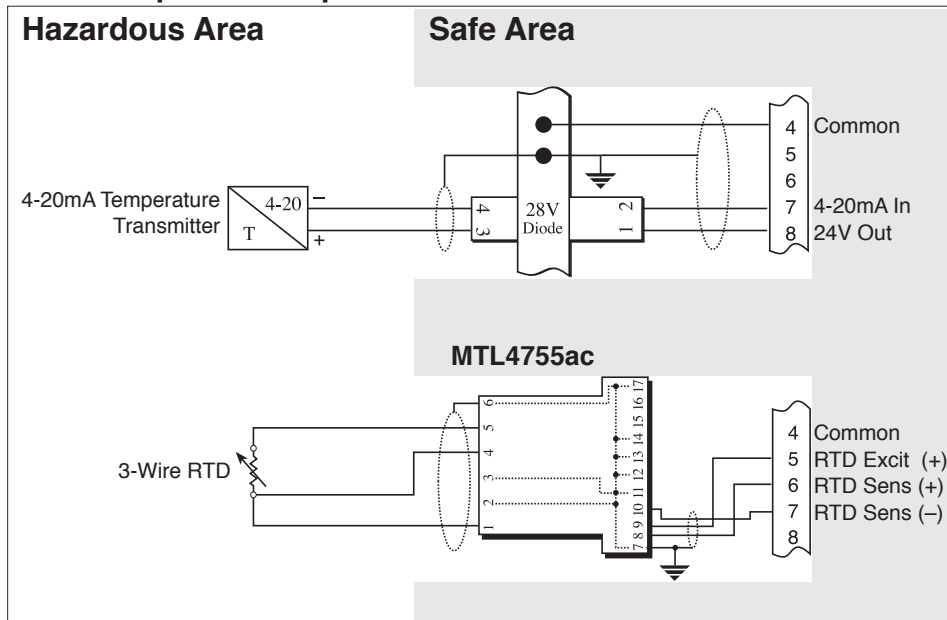 Hazardous Area
Safe Area
4 Common
5
6
7 4-20mA In
8 24V Out
4-20mA Temperature
Transmitter
4-20
T
–
+
4
3
28V
Diode
2
1
MTL4755ac
3-Wire RTD
6
5
4
3
2
1
17
16
15
14
13
12
11
10
9
8
7
4 Common
5 RTD Excit (+)
6 RTD Sens (+)
7 RTD Sens (–)
8